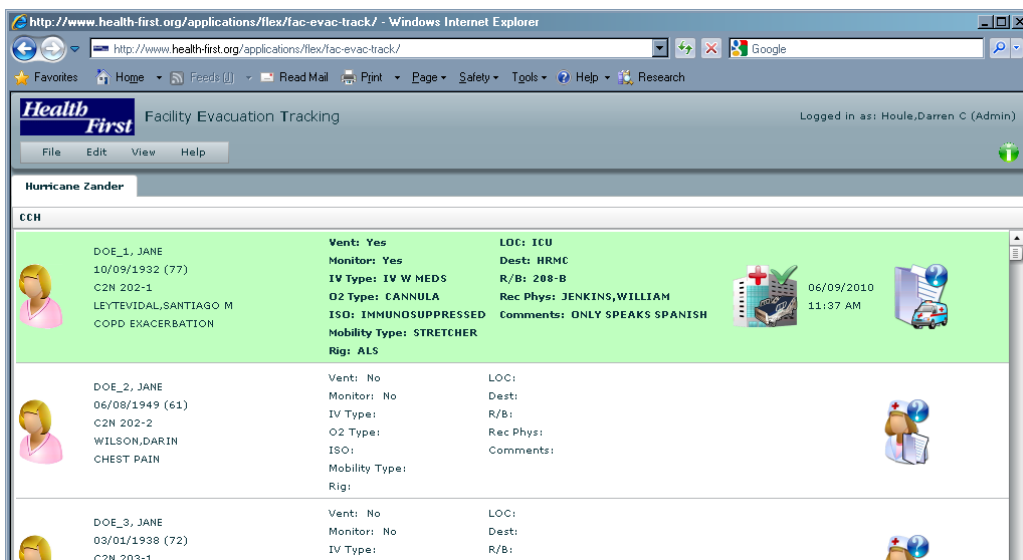 http://www.health-first.org/applications/flex/fac-evac-track/ - Windows Internet Explorer
http://www.health-first.org/applications/flex/fac-evac-track/
Google
Favorites Home Feeds (J) Read Mail Print Page Safety Tools Help Research
Health First
Facility Evacuation Tracking
Logged in as: Houle,Darren C (Admin)
File Edit View Help
Hurricane Zander
CCH
DOE_1, JANE
10/09/1932 (77)
C2N 202-1
LEYTEVIDAL,SANTIAGO M
COPD EXACERBATION
Vent: Yes
Monitor: Yes
IV Type: IV W MEDS
O2 Type: CANNULA
ISO: IMMUNOSUPPRESSED
Mobility Type: STRETCHER
Rig: ALS
LOC: ICU
Dest: HRMC
R/B: 208-B
Rec Phys: JENKINS,WILLIAM
Comments: ONLY SPEAKS SPANISH
06/09/2010
11:37 AM
DOE_2, JANE
06/08/1949 (61)
C2N 202-2
WILSON,DARIN
CHEST PAIN
Vent: No
Monitor: No
IV Type:
O2 Type:
ISO:
Mobility Type:
Rig:
LOC:
Dest:
R/B:
Rec Phys:
Comments:
DOE_3, JANE
03/01/1938 (72)
C2N 203-1
Vent: No
Monitor: No
IV Type:
LOC:
Dest:
R/B: